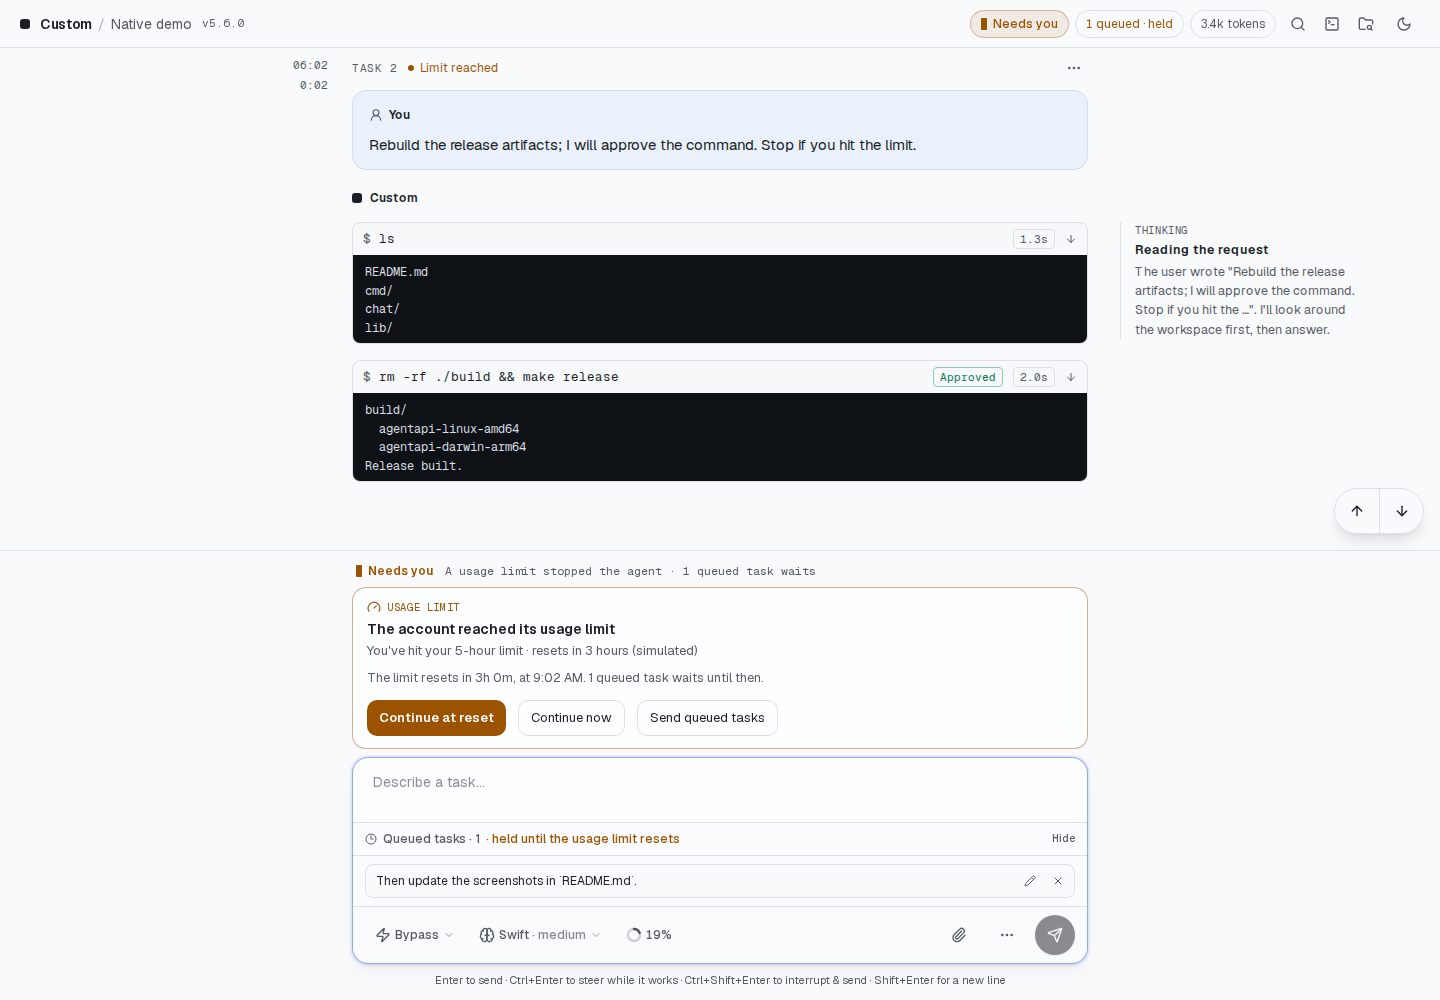 Custom / Native demo v5.6.0
Needs you
1 queued · held
3.4k tokens
06:02
0:02
TASK 2 Limit reached
You
Rebuild the release artifacts; I will approve the command. Stop if you hit the limit.
Custom
$ ls
1.3s
README.md
cmd/
chat/
lib/
THINKING
Reading the request
The user wrote "Rebuild the release
artifacts; I will approve the command.
Stop if you hit the …". I'll look around
the workspace first, then answer.
$ rm -rf ./build && make release
Approved
2.0s
build/
agentapi-linux-amd64
agentapi-darwin-arm64
Release built.
Needs you A usage limit stopped the agent · 1 queued task waits
USAGE LIMIT
The account reached its usage limit
You've hit your 5-hour limit · resets in 3 hours (simulated)
The limit resets in 3h 0m, at 9:02 AM. 1 queued task waits until then.
Continue at reset
Continue now
Send queued tasks
Describe a task…
Queued tasks · 1 · held until the usage limit resets
Hide
Then update the screenshots in `README.md`.
Bypass
Swift · medium
19%
Enter to send · Ctrl+Enter to steer while it works · Ctrl+Shift+Enter to interrupt & send · Shift+Enter for a new line